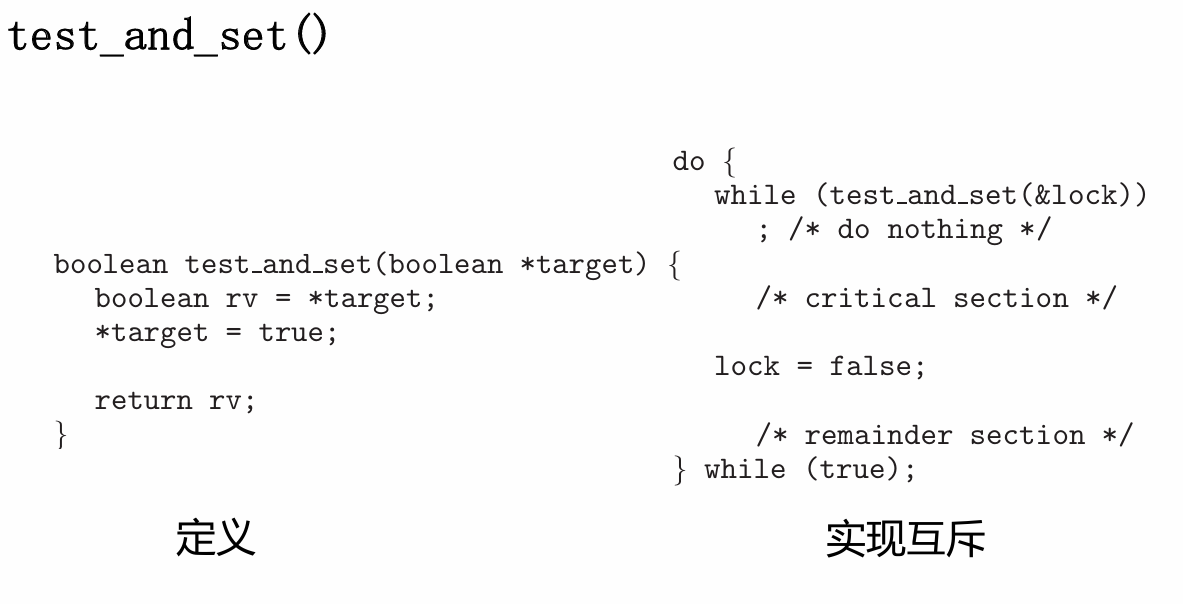 test_and_set()
boolean test_and_set(boolean *target) {
boolean rv = *target;
*target = true;
return rv;
}
定义
do {
while (test_and_set(&lock))
; /* do nothing */
/* critical section */
lock = false;
/* remainder section */
} while (true);
实现互斥